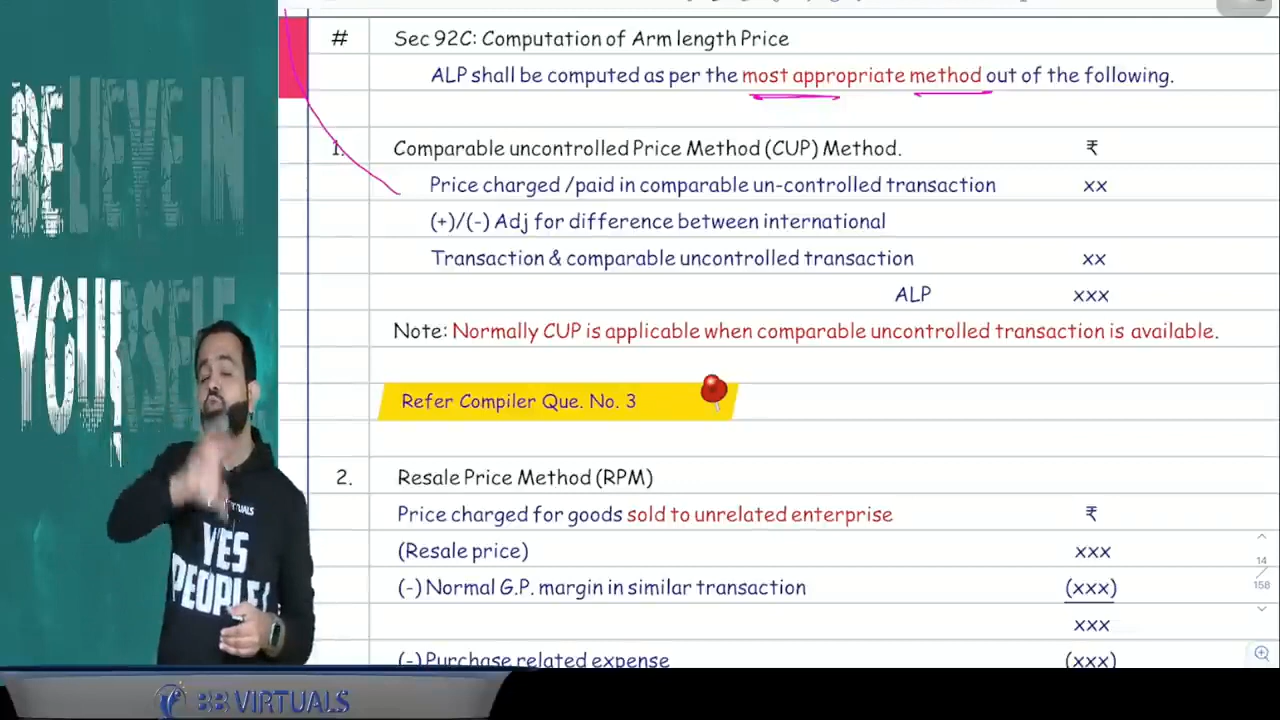 # Sec 92C: Computation of Arm length Price
ALP shall be computed as per the most appropriate method out of the following.
1. Comparable uncontrolled Price Method (CUP) Method. ₹
Price charged /paid in comparable un-controlled transaction xx
(+)/(-) Adj for difference between international
Transaction & comparable uncontrolled transaction xx
ALP xxx
Note: Normally CUP is applicable when comparable uncontrolled transaction is available.
Refer Compiler Que. No. 3
2. Resale Price Method (RPM)
Price charged for goods sold to unrelated enterprise ₹
(Resale price) xxx
(-) Normal G.P. margin in similar transaction (xxx)
xxx
(-) Purchase related expense (xxx)
14
158
BELIEVE IN
YOURSELF
YES
PEOPLE!
BB VIRTUALS